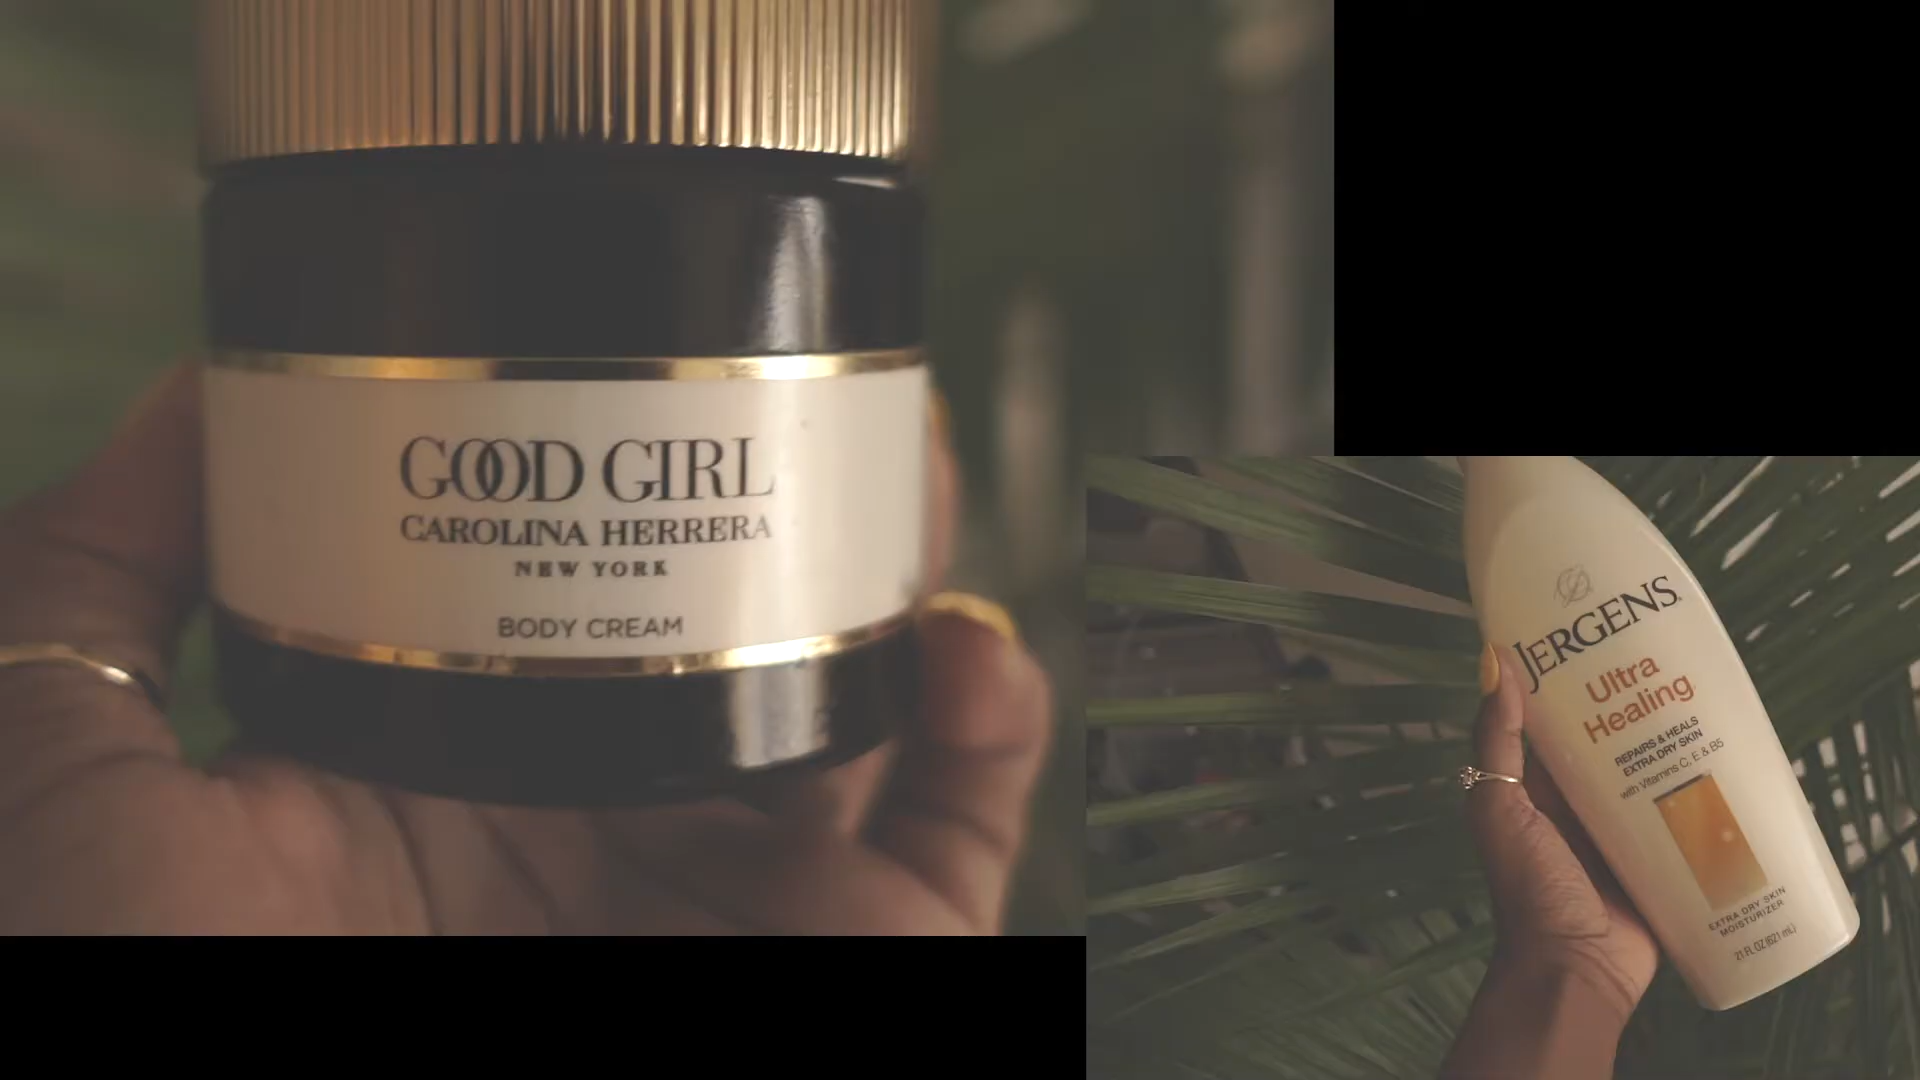 GOOD GIRL
CAROLINA HERRERA
NEW YORK
BODY CREAM
JERGENS
Ultra
Healing
REPAIRS & HEALS
EXTRA DRY SKIN
with Vitamins C, E & B5
EXTRA DRY SKIN
MOISTURIZER
21 FL OZ (621 mL)